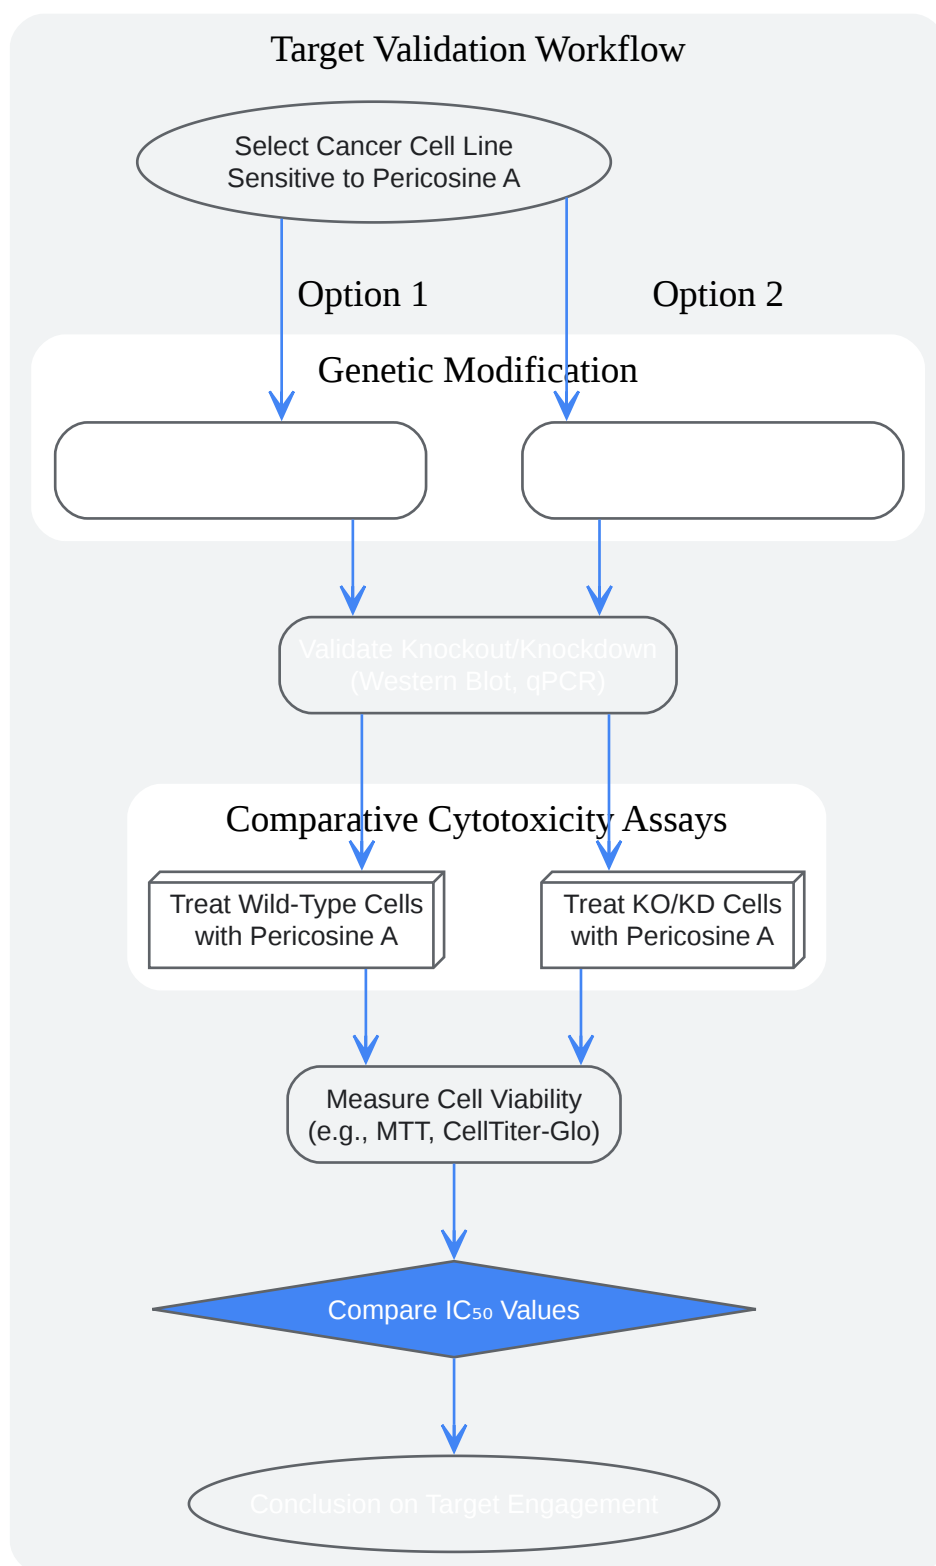 Target Validation Workflow
Select Cancer Cell Line
Sensitive to Pericosine A
Option 1
Option 2
Genetic Modification
Validate Knockout/Knockdown
(Western Blot, qPCR)
Comparative Cytotoxicity Assays
Treat Wild-Type Cells
with Pericosine A
Treat KO/KD Cells
with Pericosine A
Measure Cell Viability
(e.g., MTT, CellTiter-Glo)
Compare IC₅₀ Values
Conclusion on Target Engagement